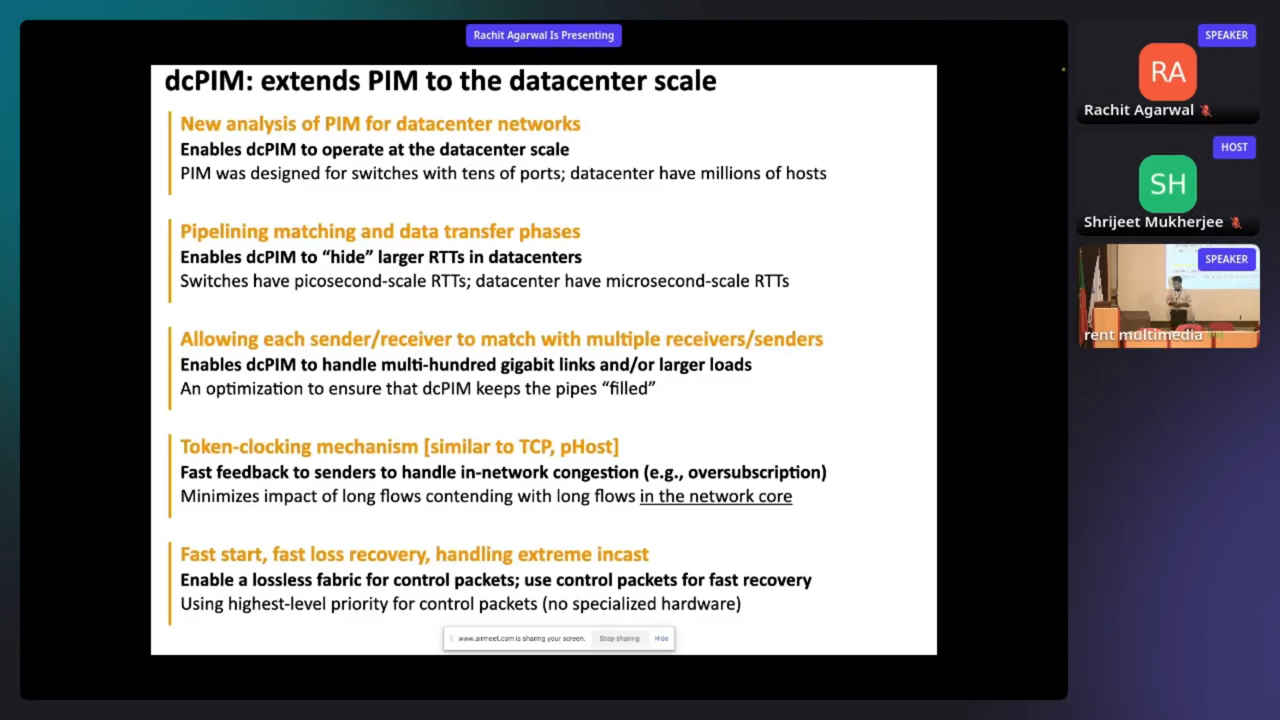 Rachit Agarwal Is Presenting
dcPIM: extends PIM to the datacenter scale
New analysis of PIM for datacenter networks
Enables dcPIM to operate at the datacenter scale
PIM was designed for switches with tens of ports; datacenter have millions of hosts
Pipelining matching and data transfer phases
Enables dcPIM to “hide” larger RTTs in datacenters
Switches have picosecond-scale RTTs; datacenter have microsecond-scale RTTs
Allowing each sender/receiver to match with multiple receivers/senders
Enables dcPIM to handle multi-hundred gigabit links and/or larger loads
An optimization to ensure that dcPIM keeps the pipes “filled”
Token-clocking mechanism [similar to TCP, pHost]
Fast feedback to senders to handle in-network congestion (e.g., oversubscription)
Minimizes impact of long flows contending with long flows in the network core
Fast start, fast loss recovery, handling extreme incast
Enable a lossless fabric for control packets; use control packets for fast recovery
Using highest-level priority for control packets (no specialized hardware)
www.airmeet.com is sharing your screen. Stop sharing Hide
SPEAKER
RA
Rachit Agarwal
HOST
SH
Shrijeet Mukherjee
SPEAKER
rent multimedia